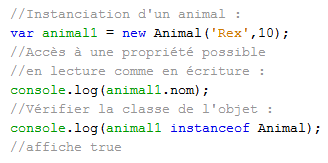 //Instanciation d'un animal :
var animal1 = new Animal('Rex',10);
//Accès à une propriété possible
//en lecture comme en écriture :
console.log(animal1.nom);
//Vérifier la classe de l'objet :
console.log(animal1 instanceof Animal);
//affiche true